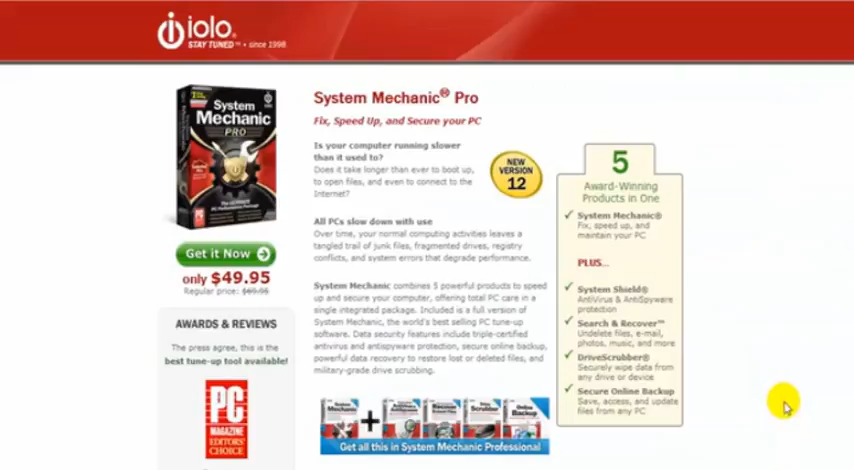 iolo®
STAY TUNED™ • since 1998
System
Mechanic
PRO
The ULTIMATE
PC Performance Package
PC
Get it Now
only $49.95
Regular price: $69.95
AWARDS & REVIEWS
The press agree, this is the
best tune-up tool available!
PC
MAGAZINE
EDITORS'
CHOICE
System Mechanic® Pro
Fix, Speed Up, and Secure your PC
Is your computer running slower
than it used to?
Does it take longer than ever to boot up,
to open files, and even to connect to the
Internet?
NEW
VERSION
12
All PCs slow down with use
Over time, your normal computing activities leaves a
tangled trail of junk files, fragmented drives, registry
conflicts, and system errors that degrade performance.
System Mechanic combines 5 powerful products to speed
up and secure your computer, offering total PC care in a
single integrated package. Included is a full version of
System Mechanic, the world's best selling PC tune-up
software. Data security features include triple-certified
antivirus and antispyware protection, secure online backup,
powerful data recovery to restore lost or deleted files, and
military-grade drive scrubbing.
System
Mechanic
+
Online
Backup
Get all this in System Mechanic Professional
5
Award-Winning
Products in One
System Mechanic®
Fix, speed up, and
maintain your PC
PLUS...
System Shield®
AntiVirus & AntiSpyware
protection
Search & Recover™
Undelete files, e-mail,
photos, music, and more
DriveScrubber®
Securely wipe data from
any drive or device
Secure Online Backup
Save, access, and update
files from any PC